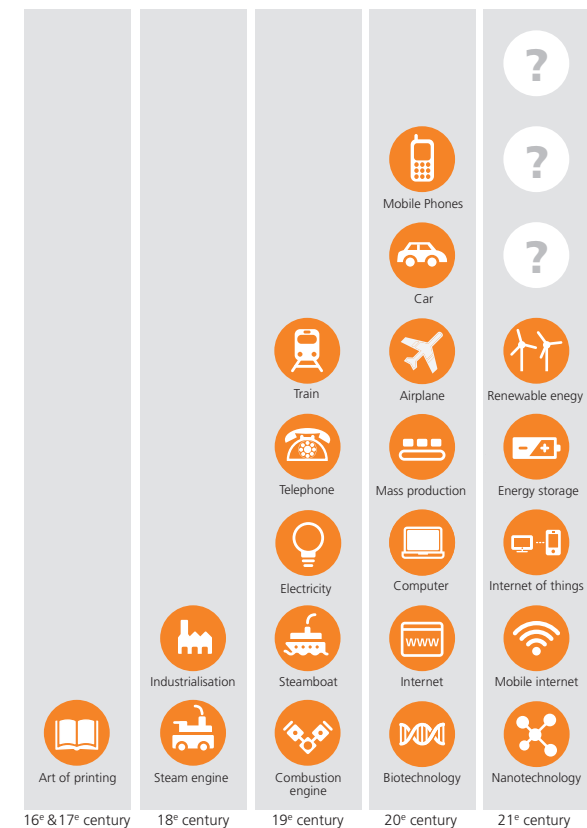 ?
?
Mobile Phones
?
Car
Train
Airplane
Renewable enegy
Telephone
Mass production
Energy storage
Electricity
Computer
Internet of things
Industrialisation
Steamboat
www
Internet
Mobile internet
Art of printing
Steam engine
Combustion
engine
Biotechnology
Nanotechnology
16e &17e century
18e century
19e century
20e century
21e century